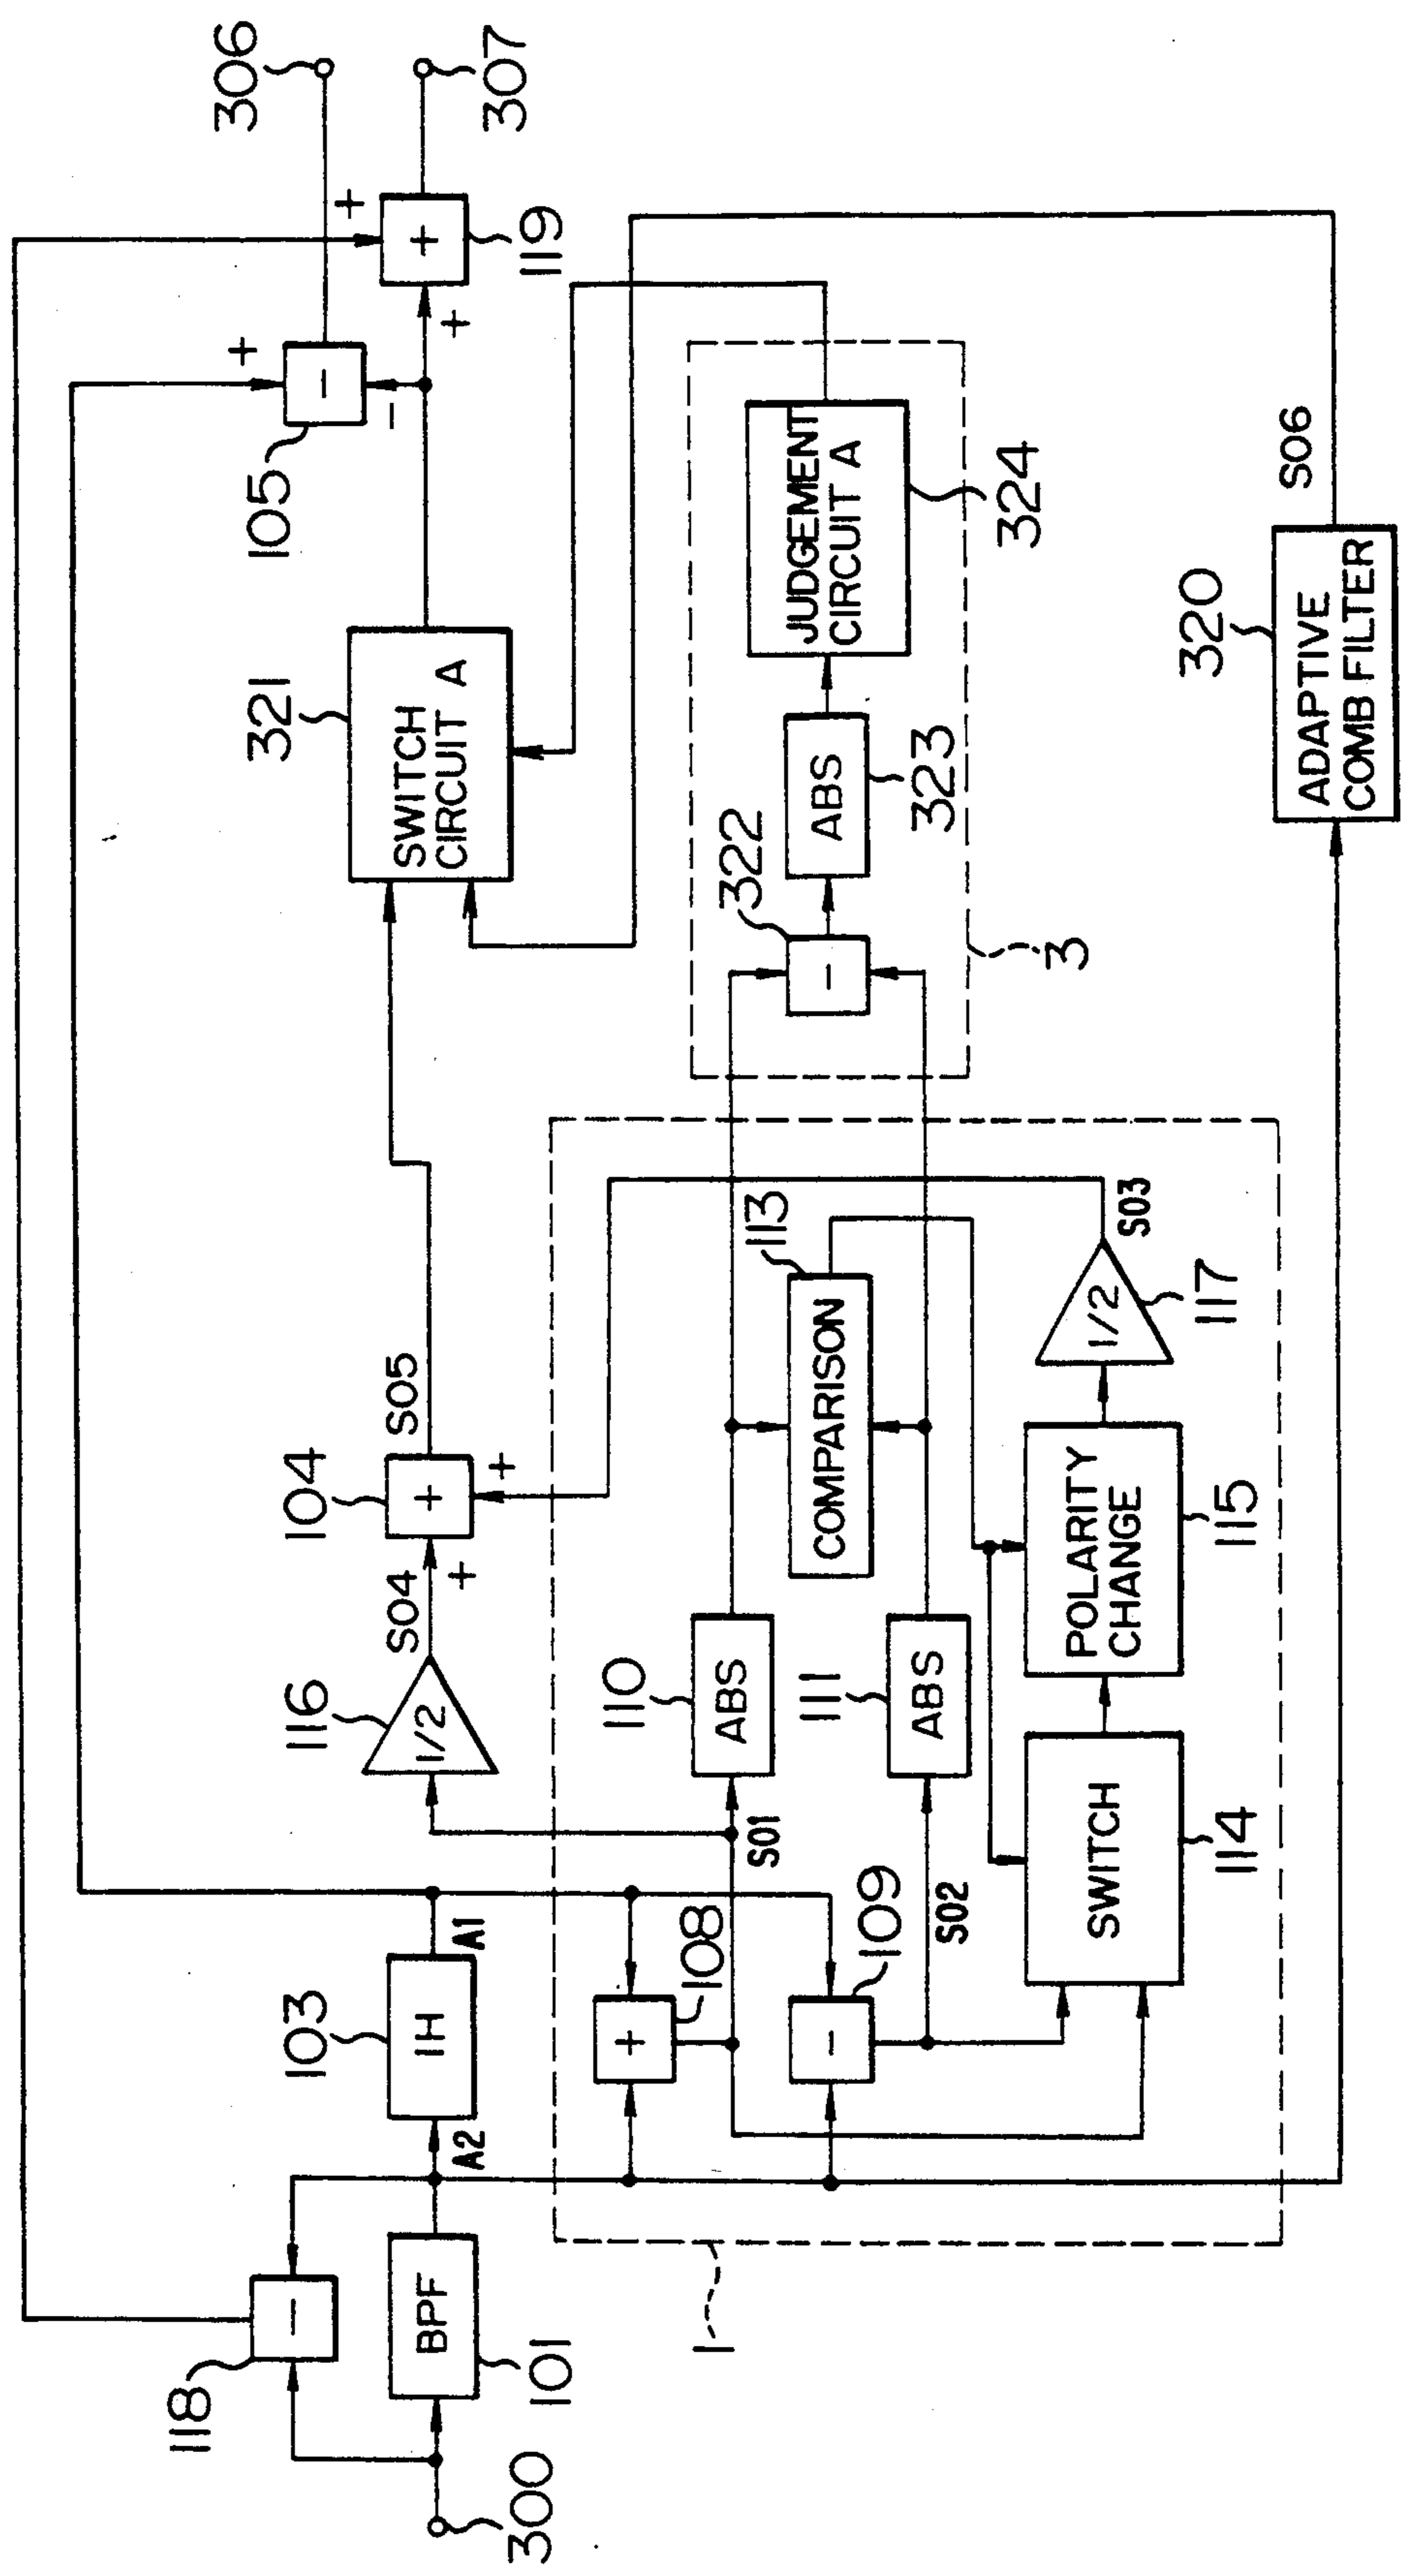 306
307
+
+
119
+
+
-
105
-
321
SWITCH
CIRCUIT A
JUDGEMENT
CIRCUIT A
324
ABS
323
322
-
3
S06
320
ADAPTIVE
COMB FILTER
S05
104
+
+
+
S04
116
1/2
113
COMPARISON
S03
1/2
117
110
ABS
111
ABS
POLARITY
CHANGE
115
S01
S02
SWITCH
114
A1
103
1H
A2
+
108
-
109
118
-
BPF
101
300
1